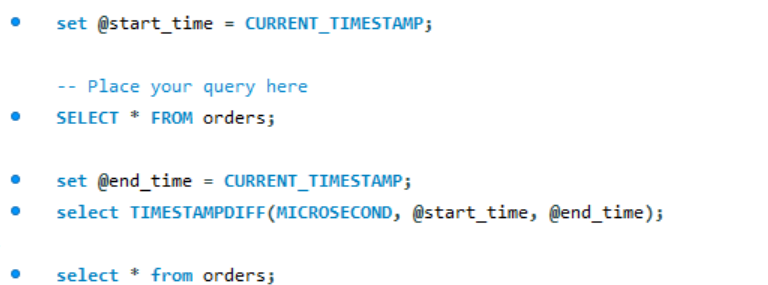 set @start_time = CURRENT_TIMESTAMP;
-- Place your query here
SELECT * FROM orders;
set @end_time = CURRENT_TIMESTAMP;
select TIMESTAMPDIFF(MICROSECOND, @start_time, @end_time);
select * from orders;